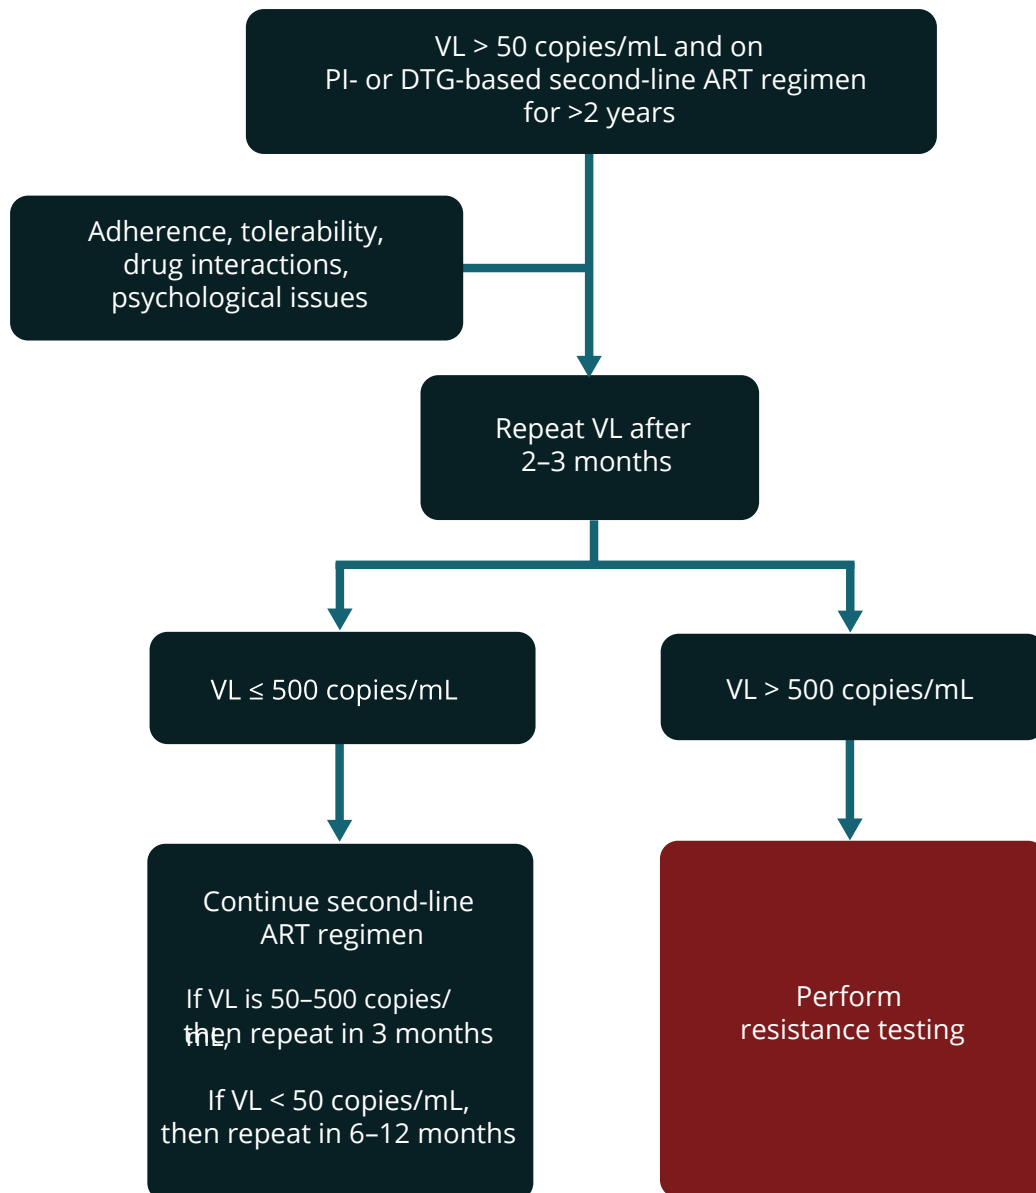 VL > 50 copies/mL and on
PI- or DTG-based second-line ART regimen
for >2 years
Adherence, tolerability,
drug interactions,
psychological issues
Repeat VL after
2–3 months
VL ≤ 500 copies/mL
VL > 500 copies/mL
Continue second-line
ART regimen
If VL is 50–500 copies/
mL,
then repeat in 3 months
If VL < 50 copies/mL,
then repeat in 6–12 months
Perform
resistance testing